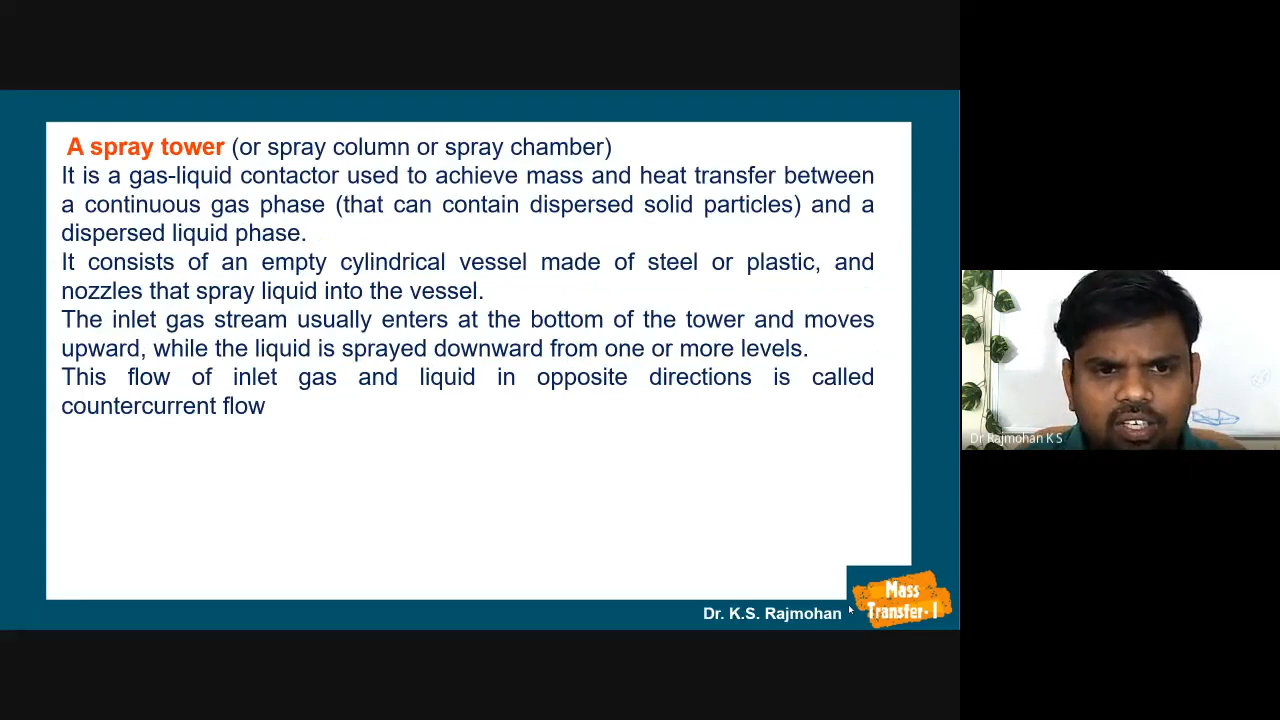 A spray tower (or spray column or spray chamber)
It is a gas-liquid contactor used to achieve mass and heat transfer between
a continuous gas phase (that can contain dispersed solid particles) and a
dispersed liquid phase.
It consists of an empty cylindrical vessel made of steel or plastic, and
nozzles that spray liquid into the vessel.
The inlet gas stream usually enters at the bottom of the tower and moves
upward, while the liquid is sprayed downward from one or more levels.
This flow of inlet gas and liquid in opposite directions is called
countercurrent flow
Dr Rajmohan K S
Dr. K.S. Rajmohan
Mass
Transfer-1